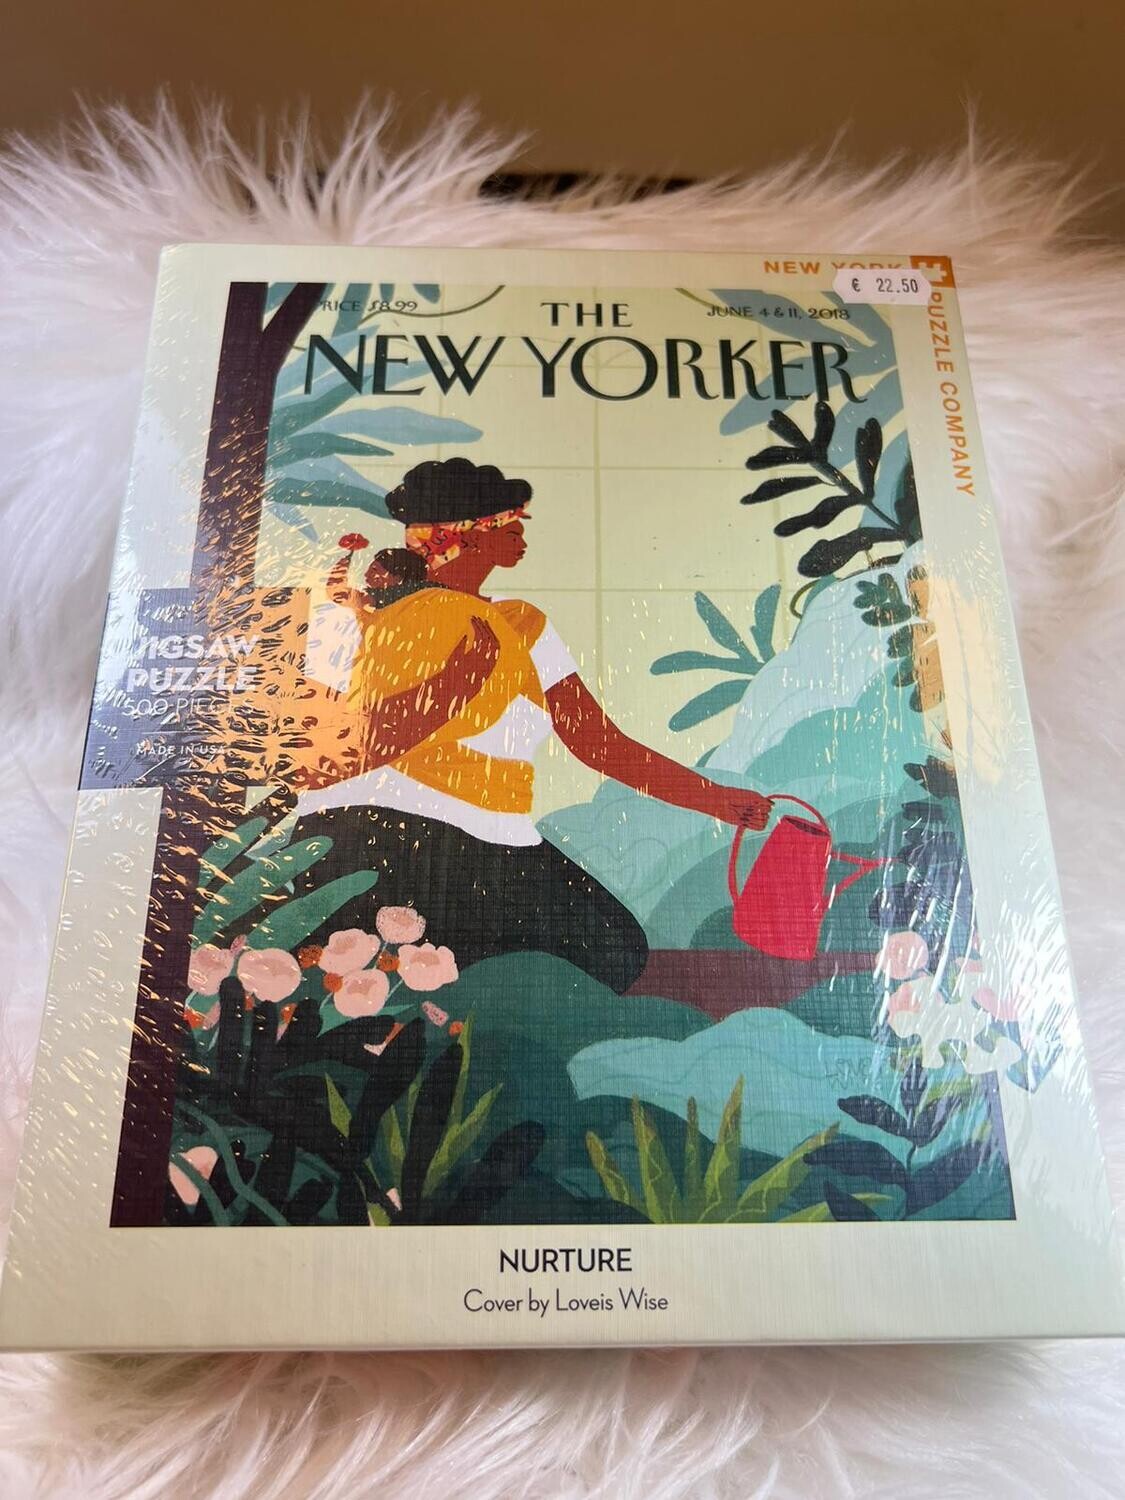 NEW YORK
€ 22.50
PUZZLE COMPANY
PRICE $8.99
THE
JUNE 4 & 11, 2018
NEW YORKER
JIGSAW
PUZZLE
500 PIECES
MADE IN USA
NURTURE
Cover by Loveis Wise